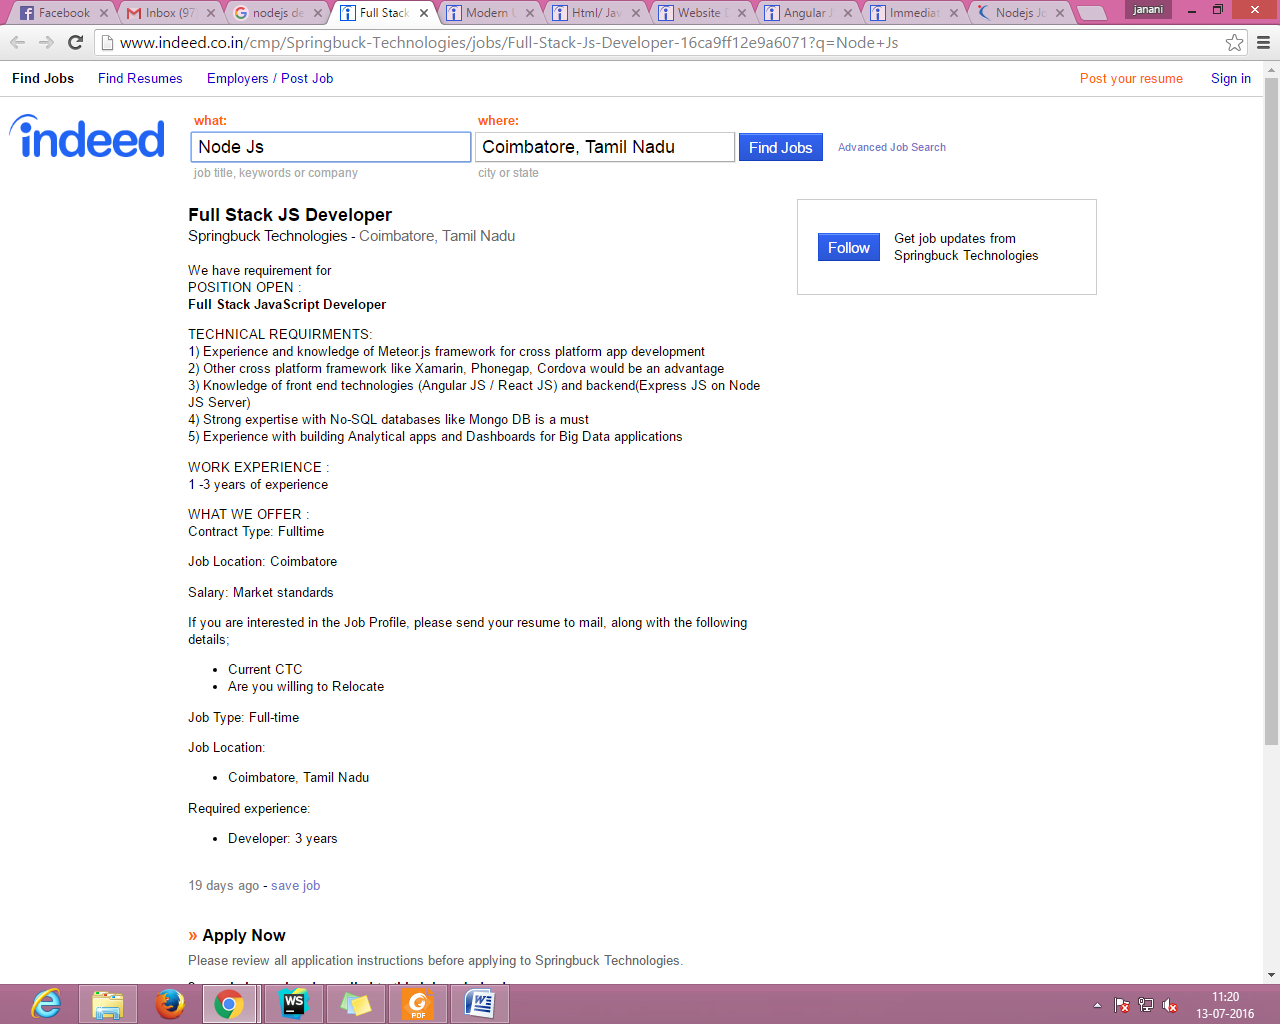 Facebook
Inbox (97
nodejs de
Full Stack
Modern U
Html/ Jav
Website D
Angular J
Immediat
Nodejs Jo
janani
www.indeed.co.in/cmp/Springbuck-Technologies/jobs/Full-Stack-Js-Developer-16ca9ff12e9a6071?q=Node+Js
Find Jobs Find Resumes Employers / Post Job Post your resume Sign in
indeed
what: where:
Node Js Coimbatore, Tamil Nadu Find Jobs Advanced Job Search
job title, keywords or company city or state
Full Stack JS Developer
Springbuck Technologies - Coimbatore, Tamil Nadu
Follow
Get job updates from
Springbuck Technologies
We have requirement for
POSITION OPEN :
Full Stack JavaScript Developer
TECHNICAL REQUIRMENTS:
1) Experience and knowledge of Meteor.js framework for cross platform app development
2) Other cross platform framework like Xamarin, Phonegap, Cordova would be an advantage
3) Knowledge of front end technologies (Angular JS / React JS) and backend(Express JS on Node
JS Server)
4) Strong expertise with No-SQL databases like Mongo DB is a must
5) Experience with building Analytical apps and Dashboards for Big Data applications
WORK EXPERIENCE :
1 -3 years of experience
WHAT WE OFFER :
Contract Type: Fulltime
Job Location: Coimbatore
Salary: Market standards
If you are interested in the Job Profile, please send your resume to mail, along with the following
details;
• Current CTC
• Are you willing to Relocate
Job Type: Full-time
Job Location:
• Coimbatore, Tamil Nadu
Required experience:
• Developer: 3 years
19 days ago - save job
» Apply Now
Please review all application instructions before applying to Springbuck Technologies.
WS
PDF
11:20
13-07-2016